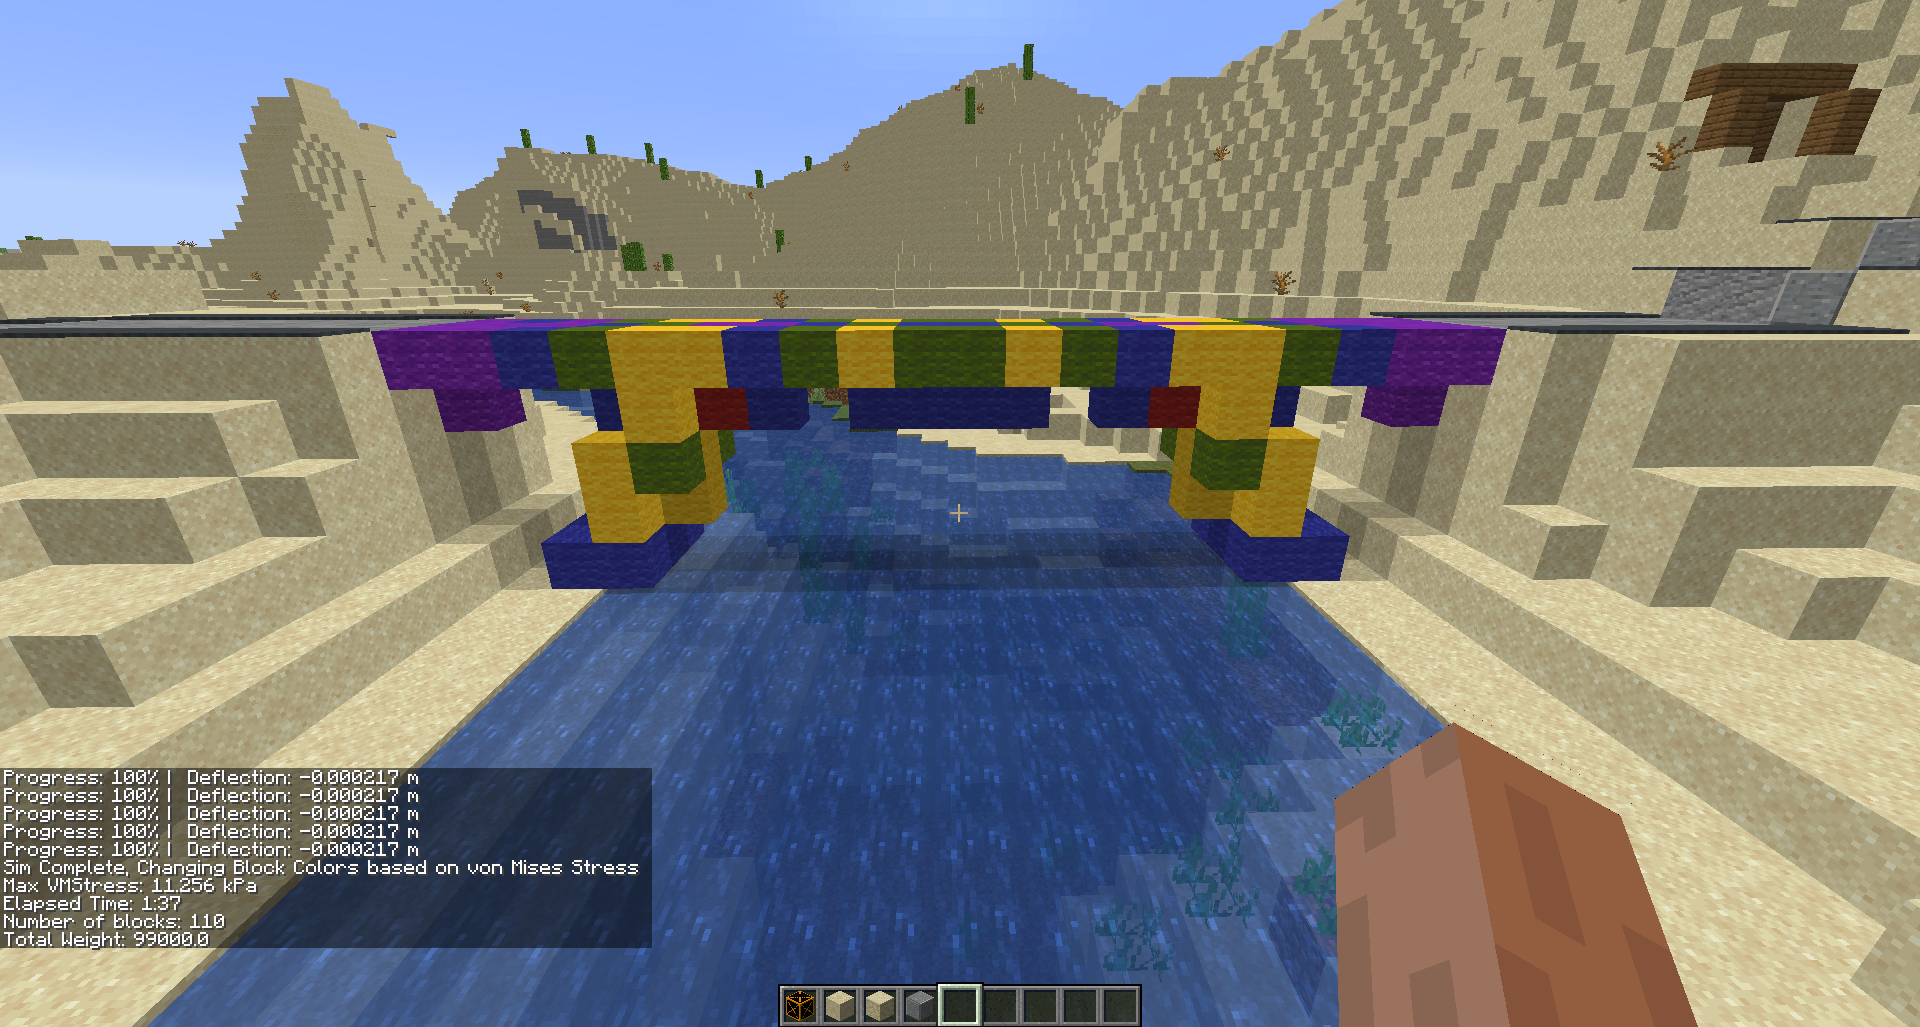 Progress: 100% | Deflection: -0.000217 m
Progress: 100% | Deflection: -0.000217 m
Progress: 100% | Deflection: -0.000217 m
Progress: 100% | Deflection: -0.000217 m
Progress: 100% | Deflection: -0.000217 m
Sim Complete, Changing Block Colors based on von Mises Stress
Max VMStress: 11.256 kPa
Elapsed Time: 1:37
Number of blocks: 110
Total Weight: 99000.0